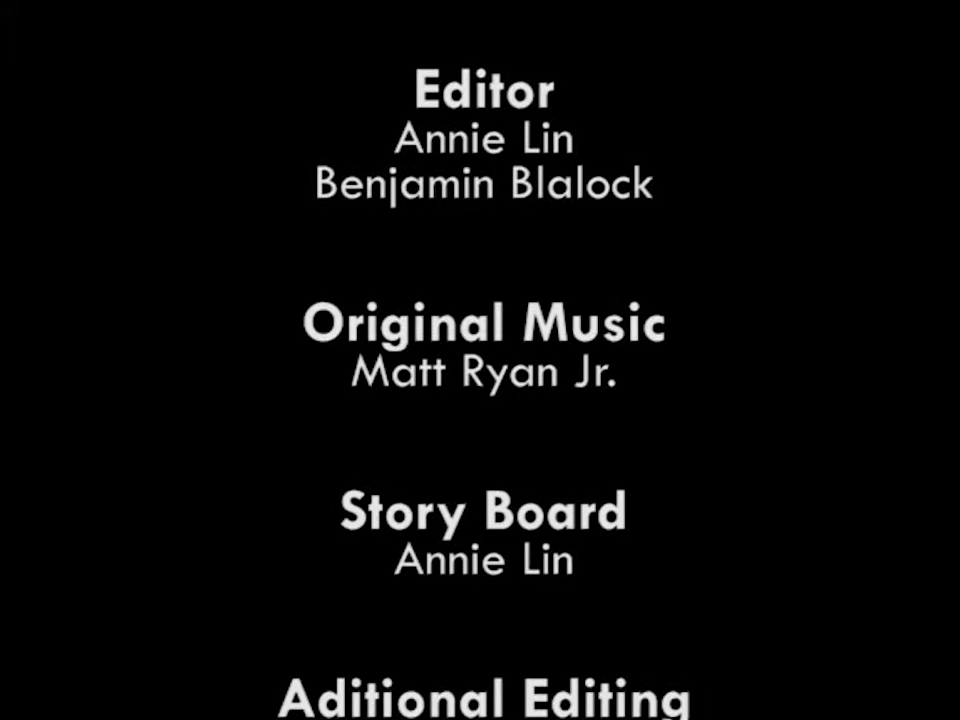 Editor
Annie Lin
Benjamin Blalock
Original Music
Matt Ryan Jr.
Story Board
Annie Lin
Aditional Editing